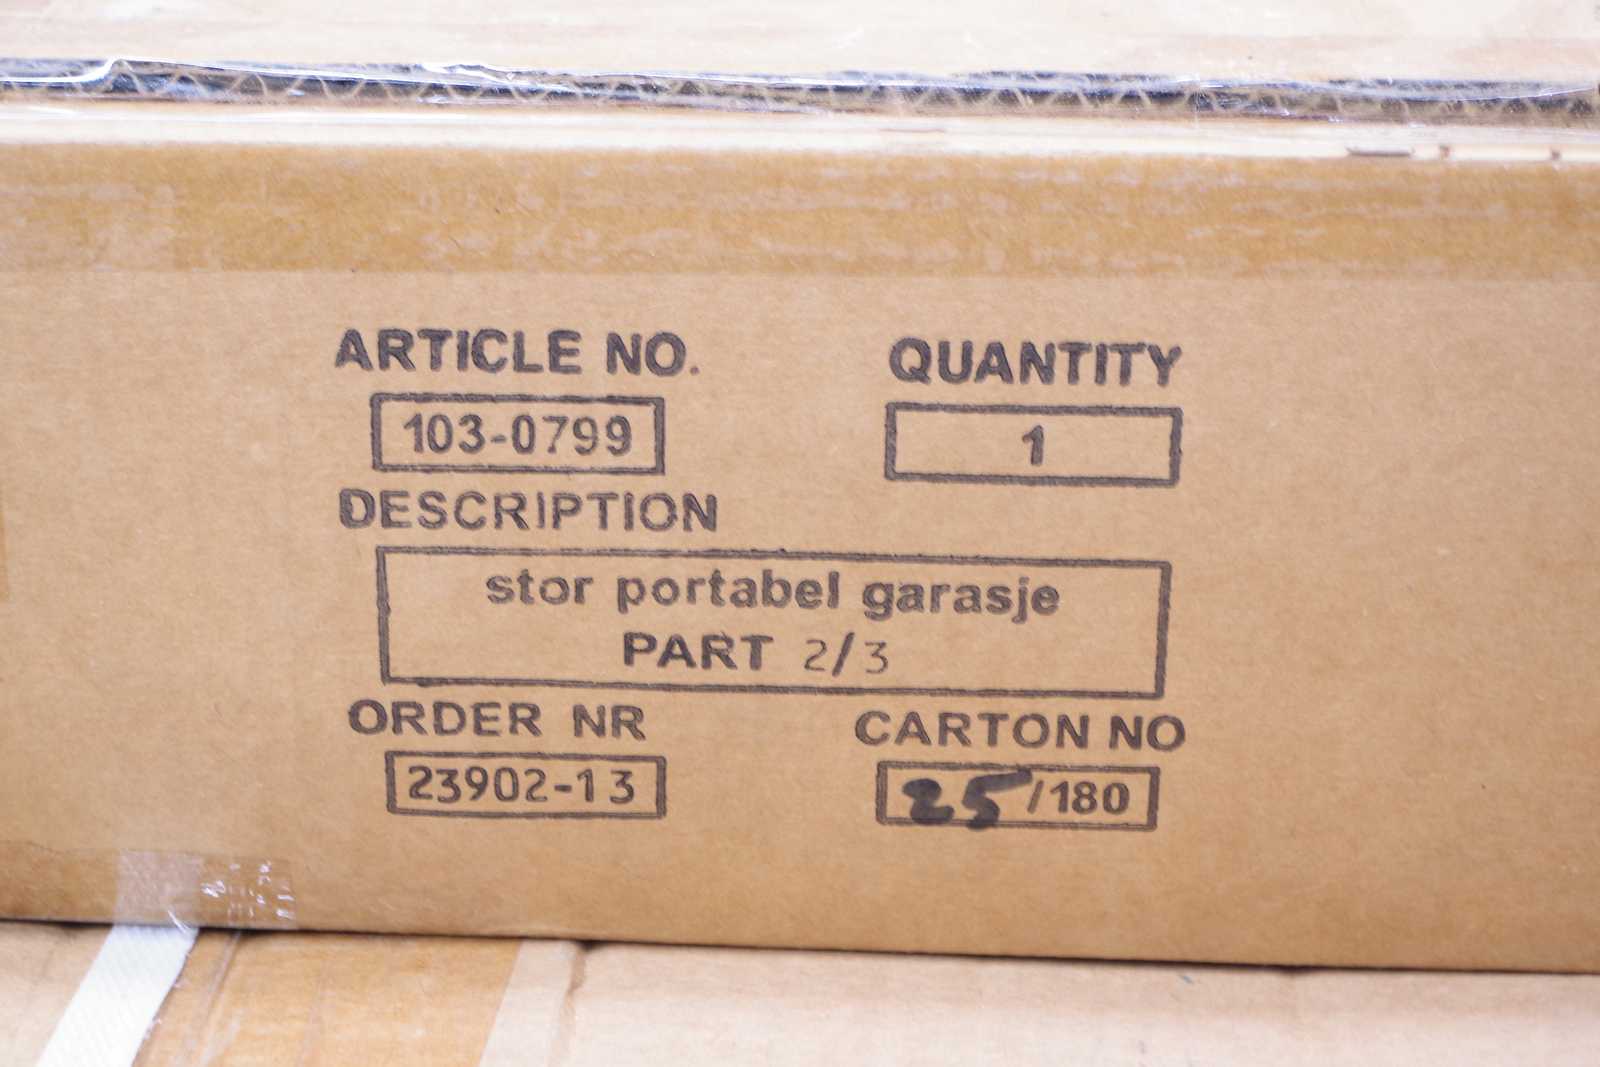 ARTICLE NO. QUANTITY
103-0799 1
DESCRIPTION
stor portabel garasje
PART 2/3
ORDER NR CARTON NO
23902-13 25/180